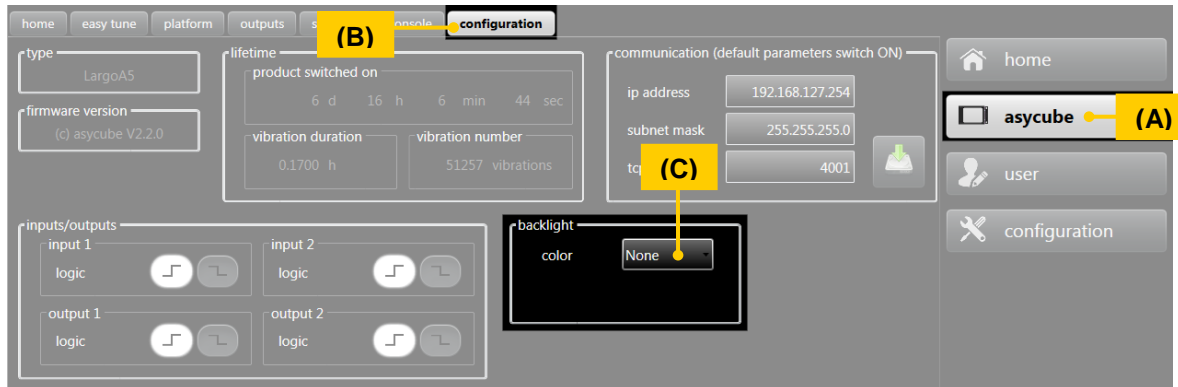 home easy tune platform outputs configuration
(B)
type
LargoA5
firmware version
(c) asycube V2.2.0
lifetime
product switched on
6 d 16 h 6 min 44 sec
vibration duration
0.1700 h
vibration number
51257 vibrations
communication (default parameters switch ON)
ip address 192.168.127.254
subnet mask 255.255.255.0
4001
(C)
home
asycube
(A)
user
configuration
inputs/outputs
input 1
logic
input 2
logic
output 1
logic
output 2
logic
backlight
color None